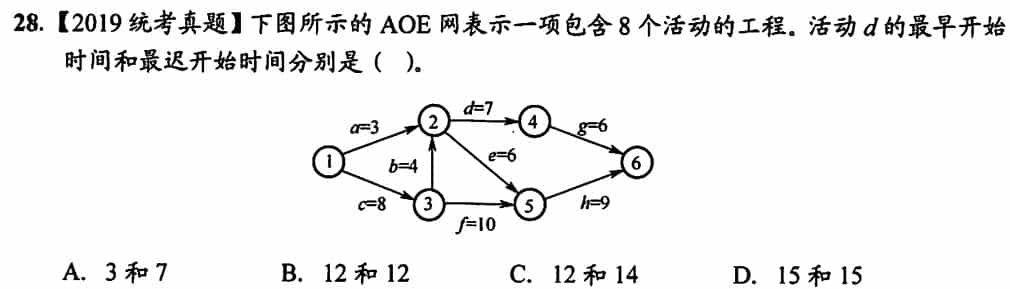 28.【2019 统考真题】下图所示的 AOE 网表示一项包含 8 个活动的工程。活动 d 的最早开始
时间和最迟开始时间分别是（ ）。
d=7
a=3
2
4
g=6
1
b=4
e=6
6
c=8
3
5
h=9
f=10
A. 3 和 7 B. 12 和 12 C. 12 和 14 D. 15 和 15